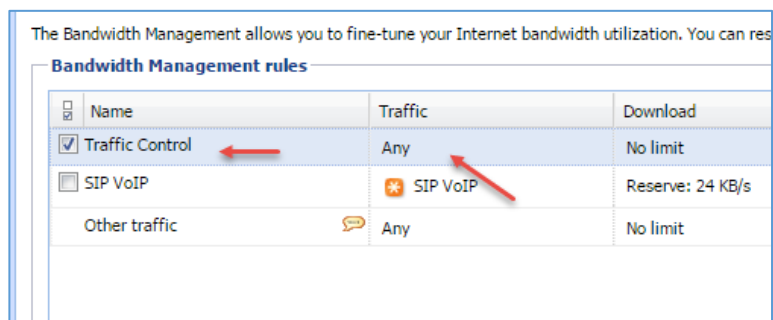 The Bandwidth Management allows you to fine-tune your Internet bandwidth utilization. You can res
Bandwidth Management rules
Name Traffic Download
Traffic Control Any No limit
SIP VoIP SIP VoIP Reserve: 24 KB/s
Other traffic Any No limit